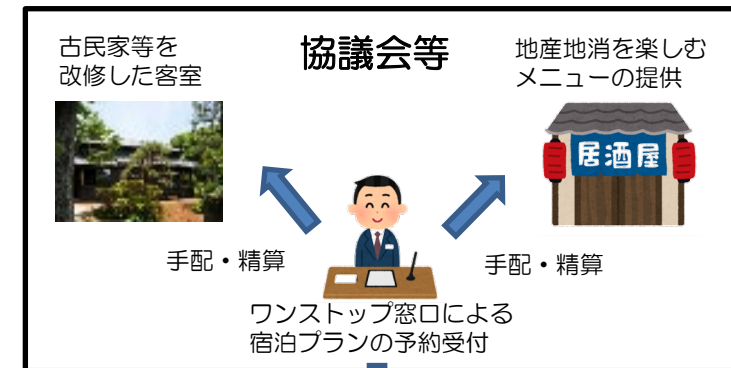 協議会等
古民家等を
改修した客室
地産地消を楽しむ
メニューの提供
居酒屋
手配・精算
手配・精算
ワンストップ窓口による
宿泊プランの予約受付